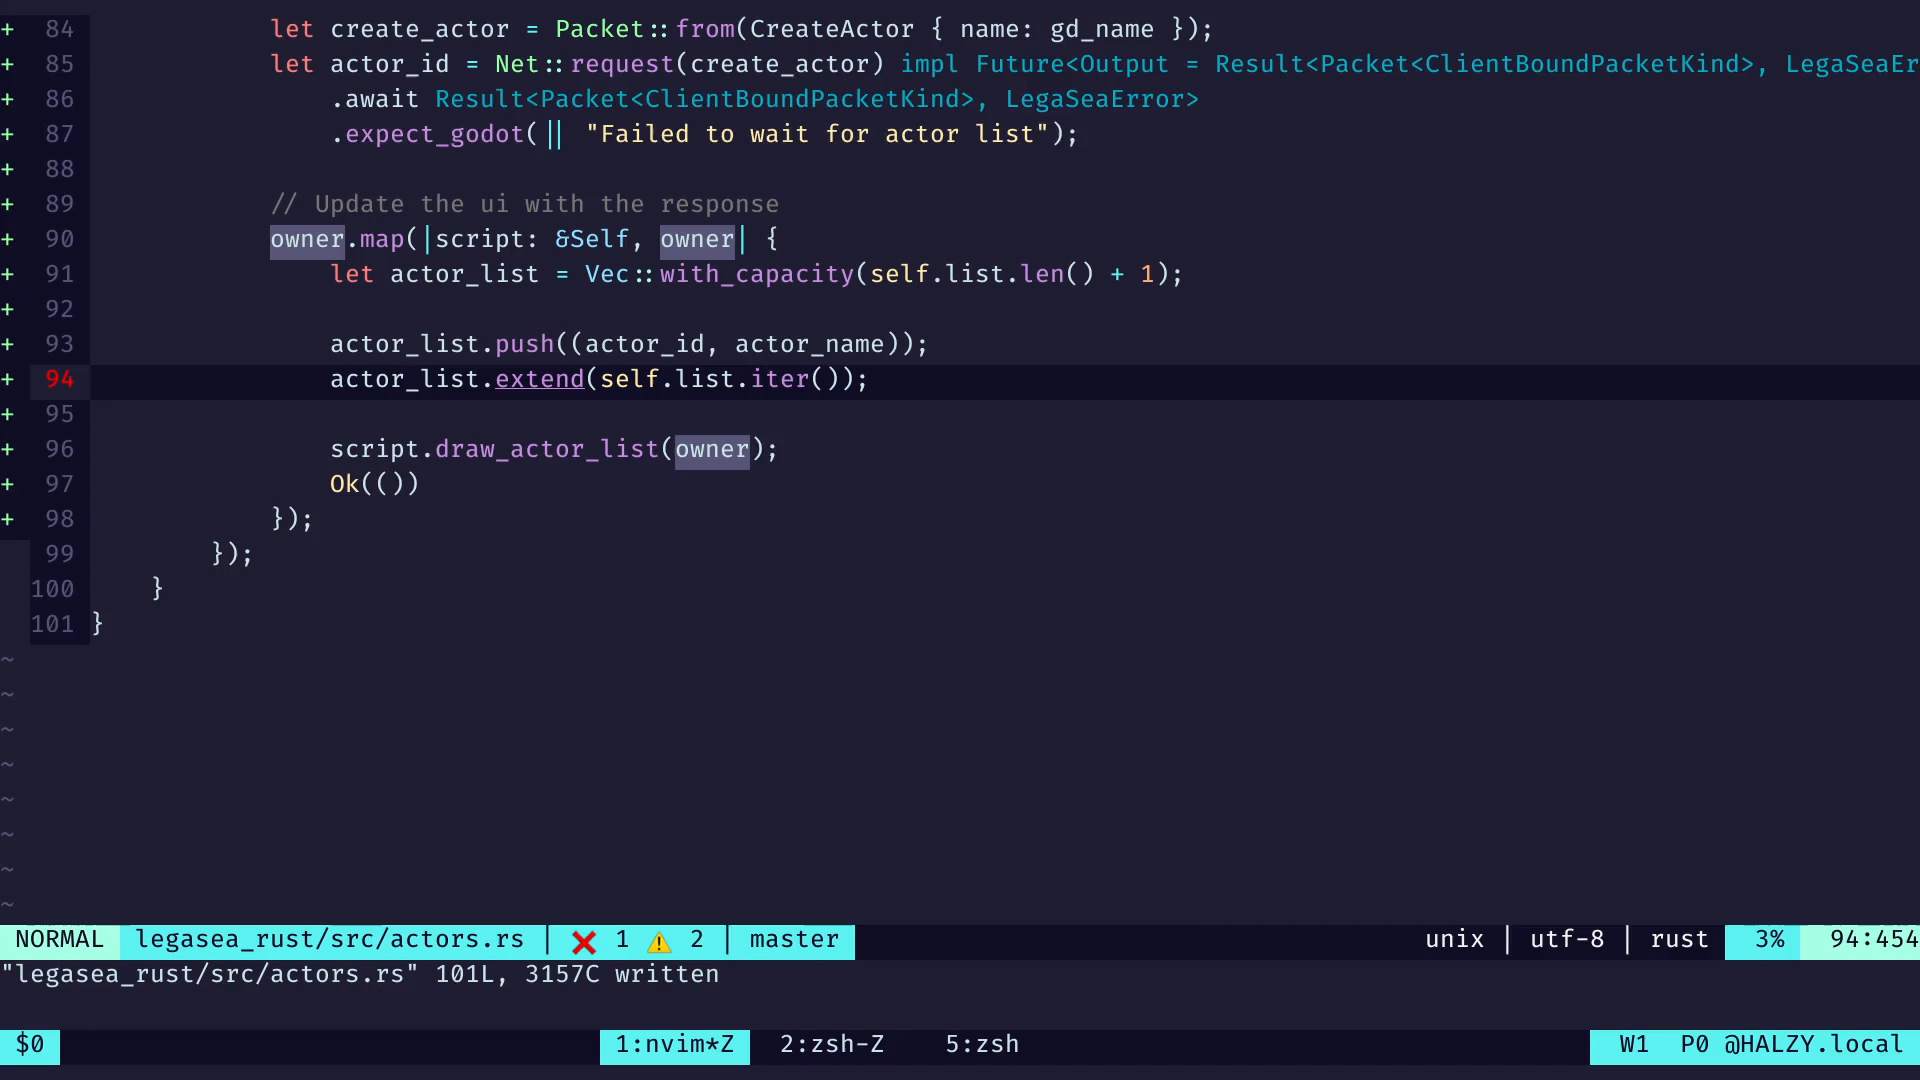 + 84 let create_actor = Packet::from(CreateActor { name: gd_name });
+ 85 let actor_id = Net::request(create_actor) impl Future<Output = Result<Packet<ClientBoundPacketKind>, LegaSeaEr
+ 86 .await Result<Packet<ClientBoundPacketKind>, LegaSeaError>
+ 87 .expect_godot(|| "Failed to wait for actor list");
+ 88
+ 89 // Update the ui with the response
+ 90 owner.map(|script: &Self, owner| {
+ 91 let actor_list = Vec::with_capacity(self.list.len() + 1);
+ 92
+ 93 actor_list.push((actor_id, actor_name));
+ 94 actor_list.extend(self.list.iter());
+ 95
+ 96 script.draw_actor_list(owner);
+ 97 Ok(())
+ 98 });
99 });
100 }
101 }
~
~
~
~
~
~
~
~
NORMAL legasea_rust/src/actors.rs | ❌ 1 ⚠ 2 | master unix | utf-8 | rust 3% 94:454
"legasea_rust/src/actors.rs" 101L, 3157C written
$0 1:nvim*Z 2:zsh-Z 5:zsh W1 P0 @HALZY.local